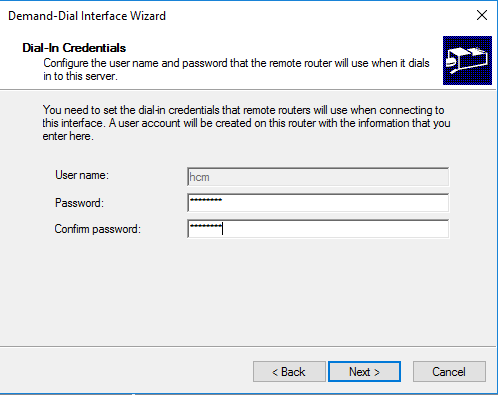 Demand-Dial Interface Wizard
Dial-In Credentials
Configure the user name and password that the remote router will use when it dials
in to this server.
You need to set the dial-in credentials that remote routers will use when connecting to
this interface. A user account will be created on this router with the information that you
enter here.
User name:
hcm
Password:
********
Confirm password:
********
< Back
Next >
Cancel